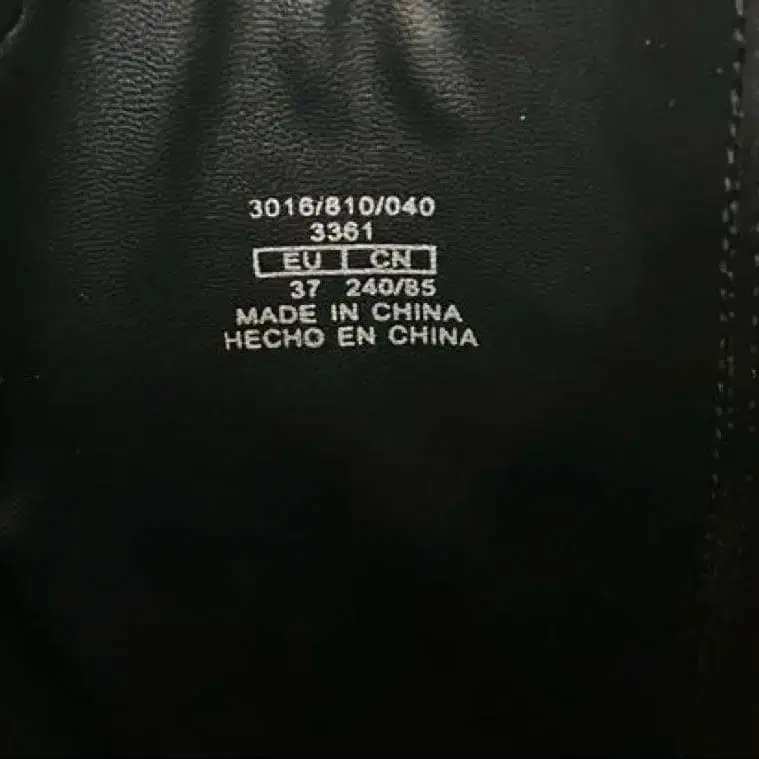 3016/810/040
3361
EU CN
37 240/85
MADE IN CHINA
HECHO EN CHINA